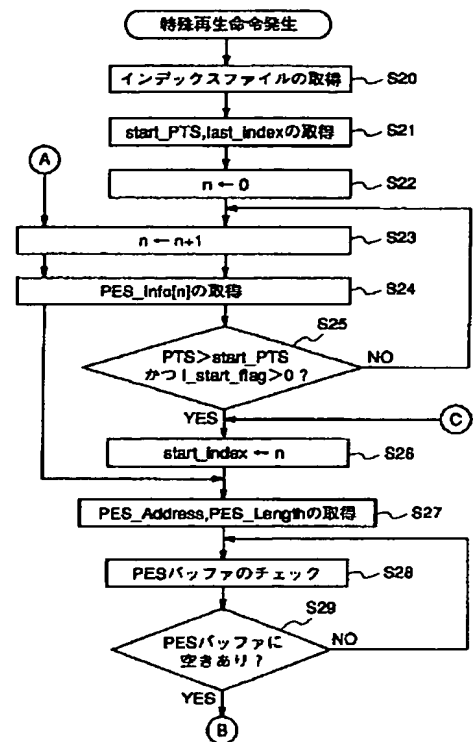 特殊再生命令発生
インデックスファイルの取得
S20
start_PTS,last_indexの取得
S21
A
n ← 0
S22
n ← n+1
S23
PES_info[n]の取得
S24
S25
PTS>start_PTS
かつ I_start_flag>0 ?
NO
YES
C
start_index ← n
S26
PES_Address,PES_Lengthの取得
S27
PESバッファのチェック
S28
S29
PESバッファに
空きあり ?
NO
YES
B